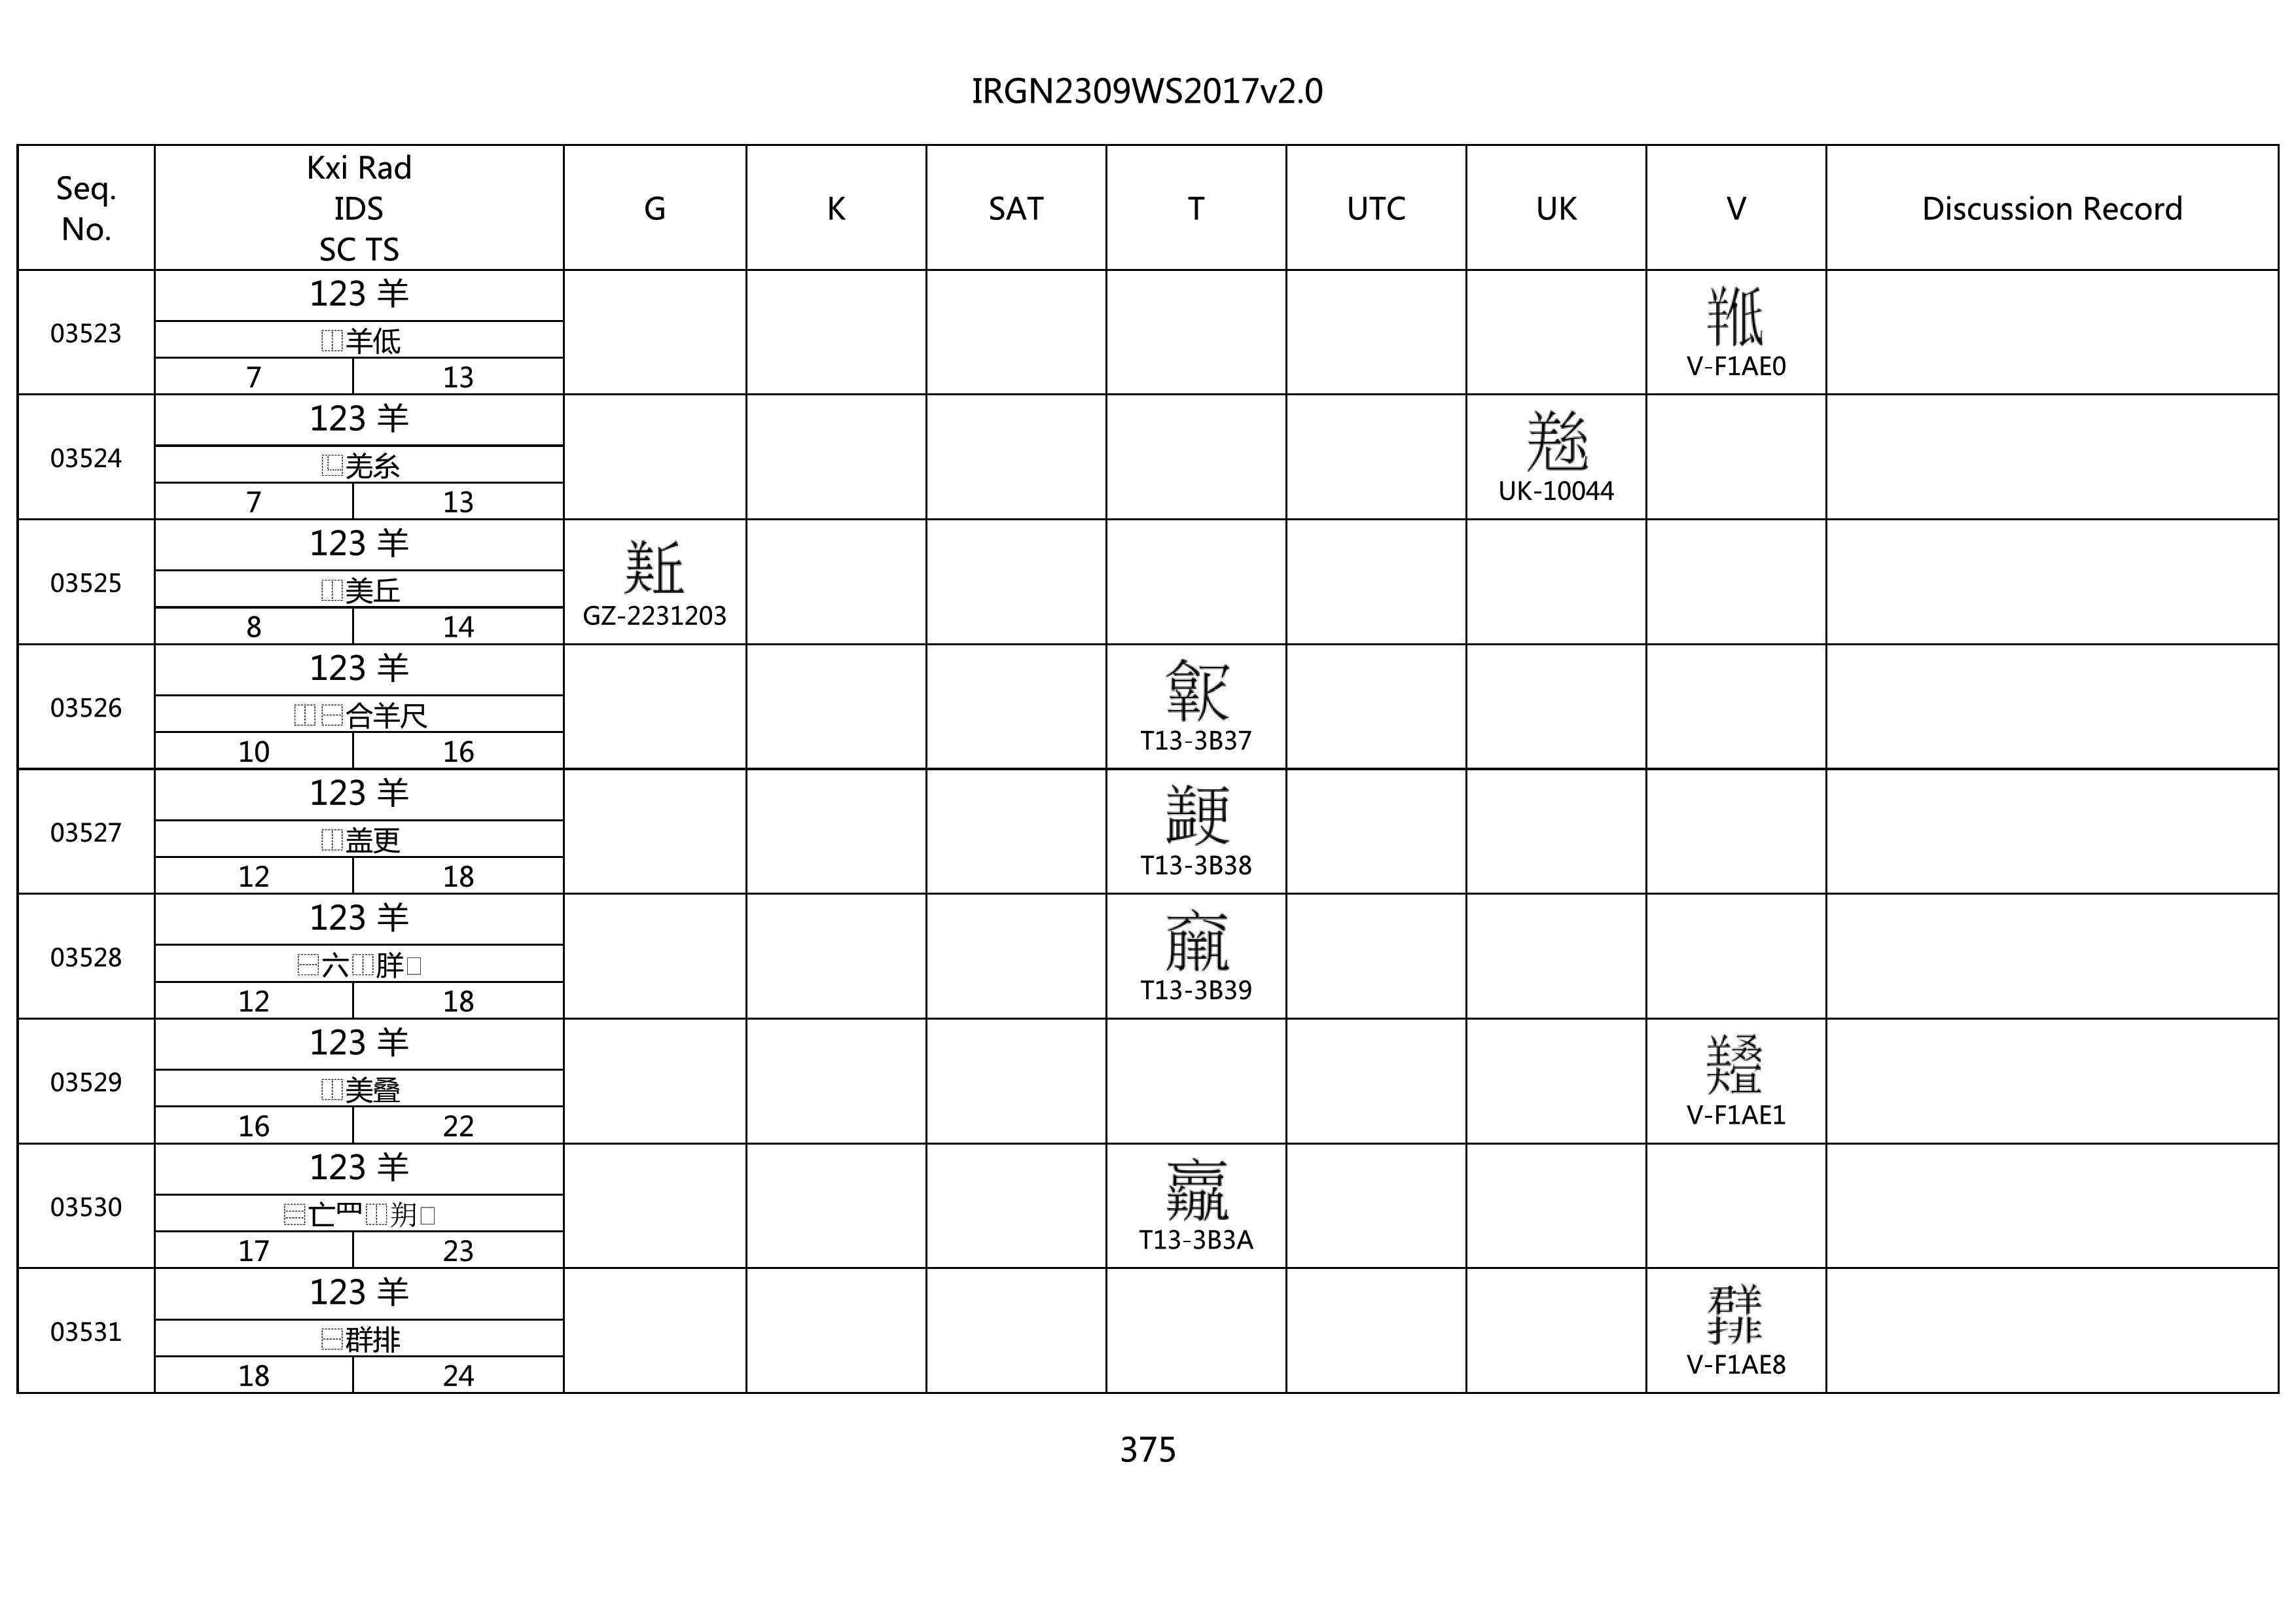 IRGN2309WS2017v2.0
Seq. No. Kxi Rad IDS SC TS G K SAT T UTC UK V Discussion Record
03523 123 羊
⿰羊低
7 13
V-F1AE0
03524 123 羊
⿺羌糸
7 13
UK-10044
03525 123 羊
⿰美丘
8 14
GZ-2231203
03526 123 羊
⿰⿱合羊尺
10 16
T13-3B37
03527 123 羊
⿰盖更
12 18
T13-3B38
03528 123 羊
⿱六⿰胖
12 18
T13-3B39
03529 123 羊
⿰美叠
16 22
V-F1AE1
03530 123 羊
⿳亡罒⿰
17 23
T13-3B3A
03531 123 羊
⿱群排
18 24
V-F1AE8
375